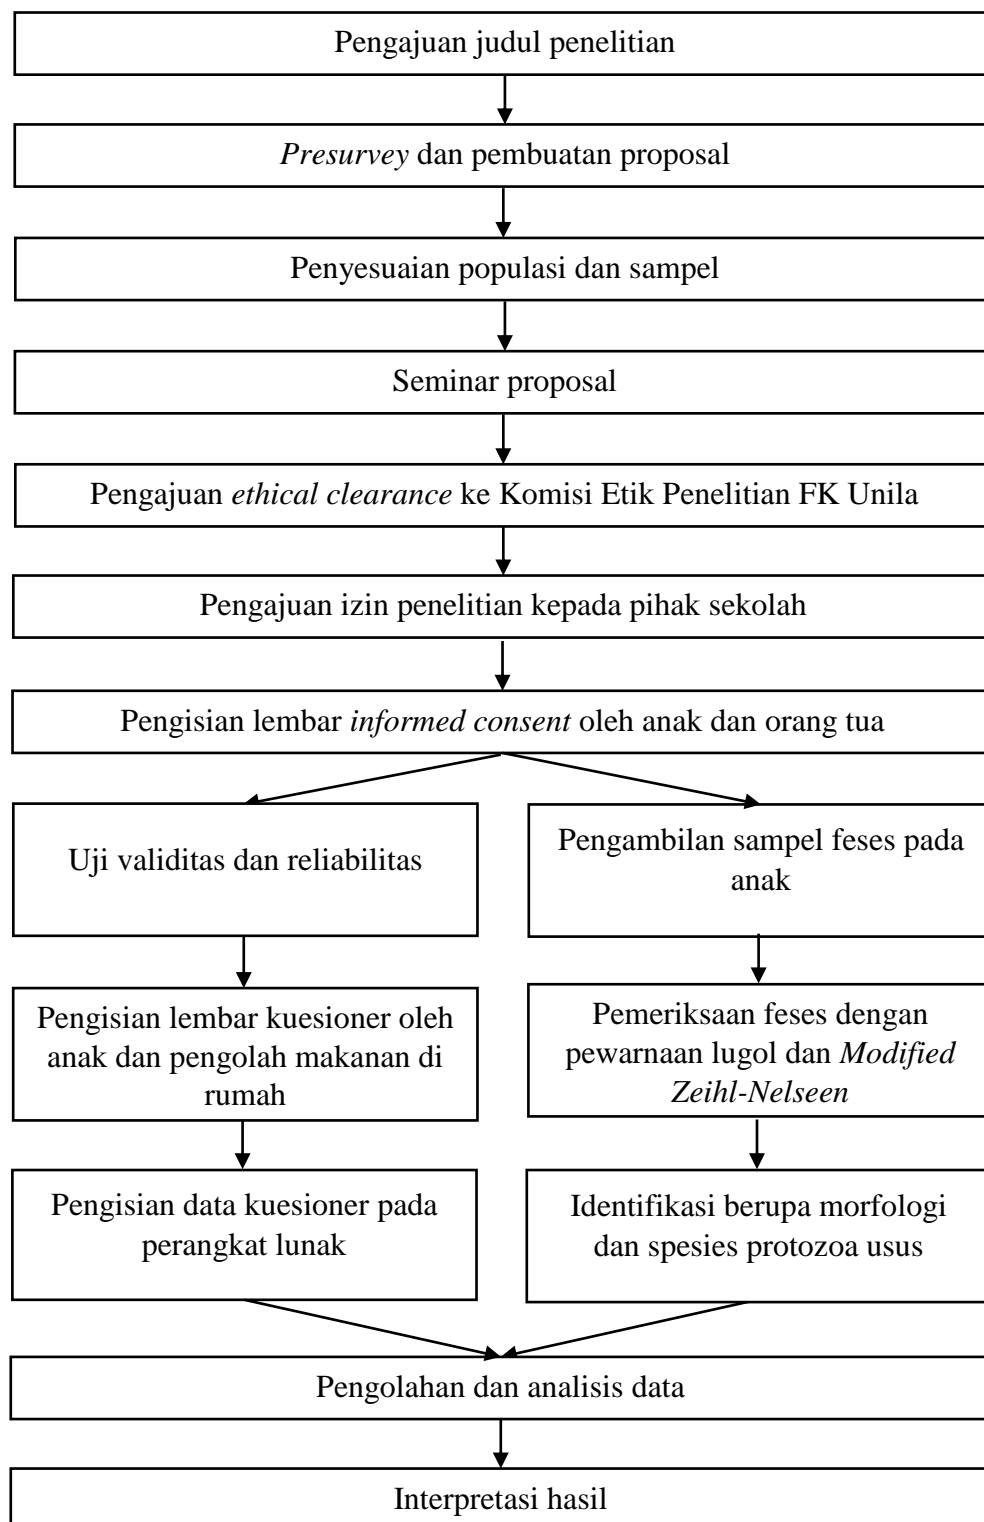 Pengajuan judul penelitian
Presurvey dan pembuatan proposal
Penyesuaian populasi dan sampel
Seminar proposal
Pengajuan ethical clearance ke Komisi Etik Penelitian FK Unila
Pengajuan izin penelitian kepada pihak sekolah
Pengisian lembar informed consent oleh anak dan orang tua
Uji validitas dan reliabilitas
Pengisian lembar kuesioner oleh
anak dan pengolah makanan di
rumah
Pengisian data kuesioner pada
perangkat lunak
Pengambilan sampel feses pada
anak
Pemeriksaan feses dengan
pewarnaan lugol dan Modified
Zeihl-Nelseen
Identifikasi berupa morfologi
dan spesies protozoa usus
Pengolahan dan analisis data
Interpretasi hasil